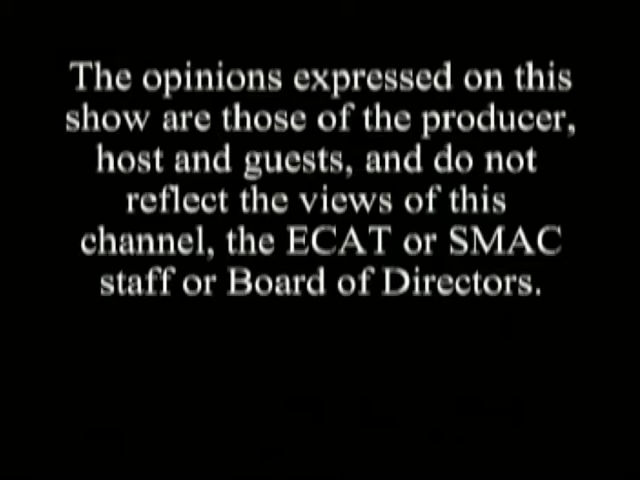 The opinions expressed on this
show are those of the producer,
host and guests, and do not
reflect the views of this
channel, the ECAT or SMAC
staff or Board of Directors.